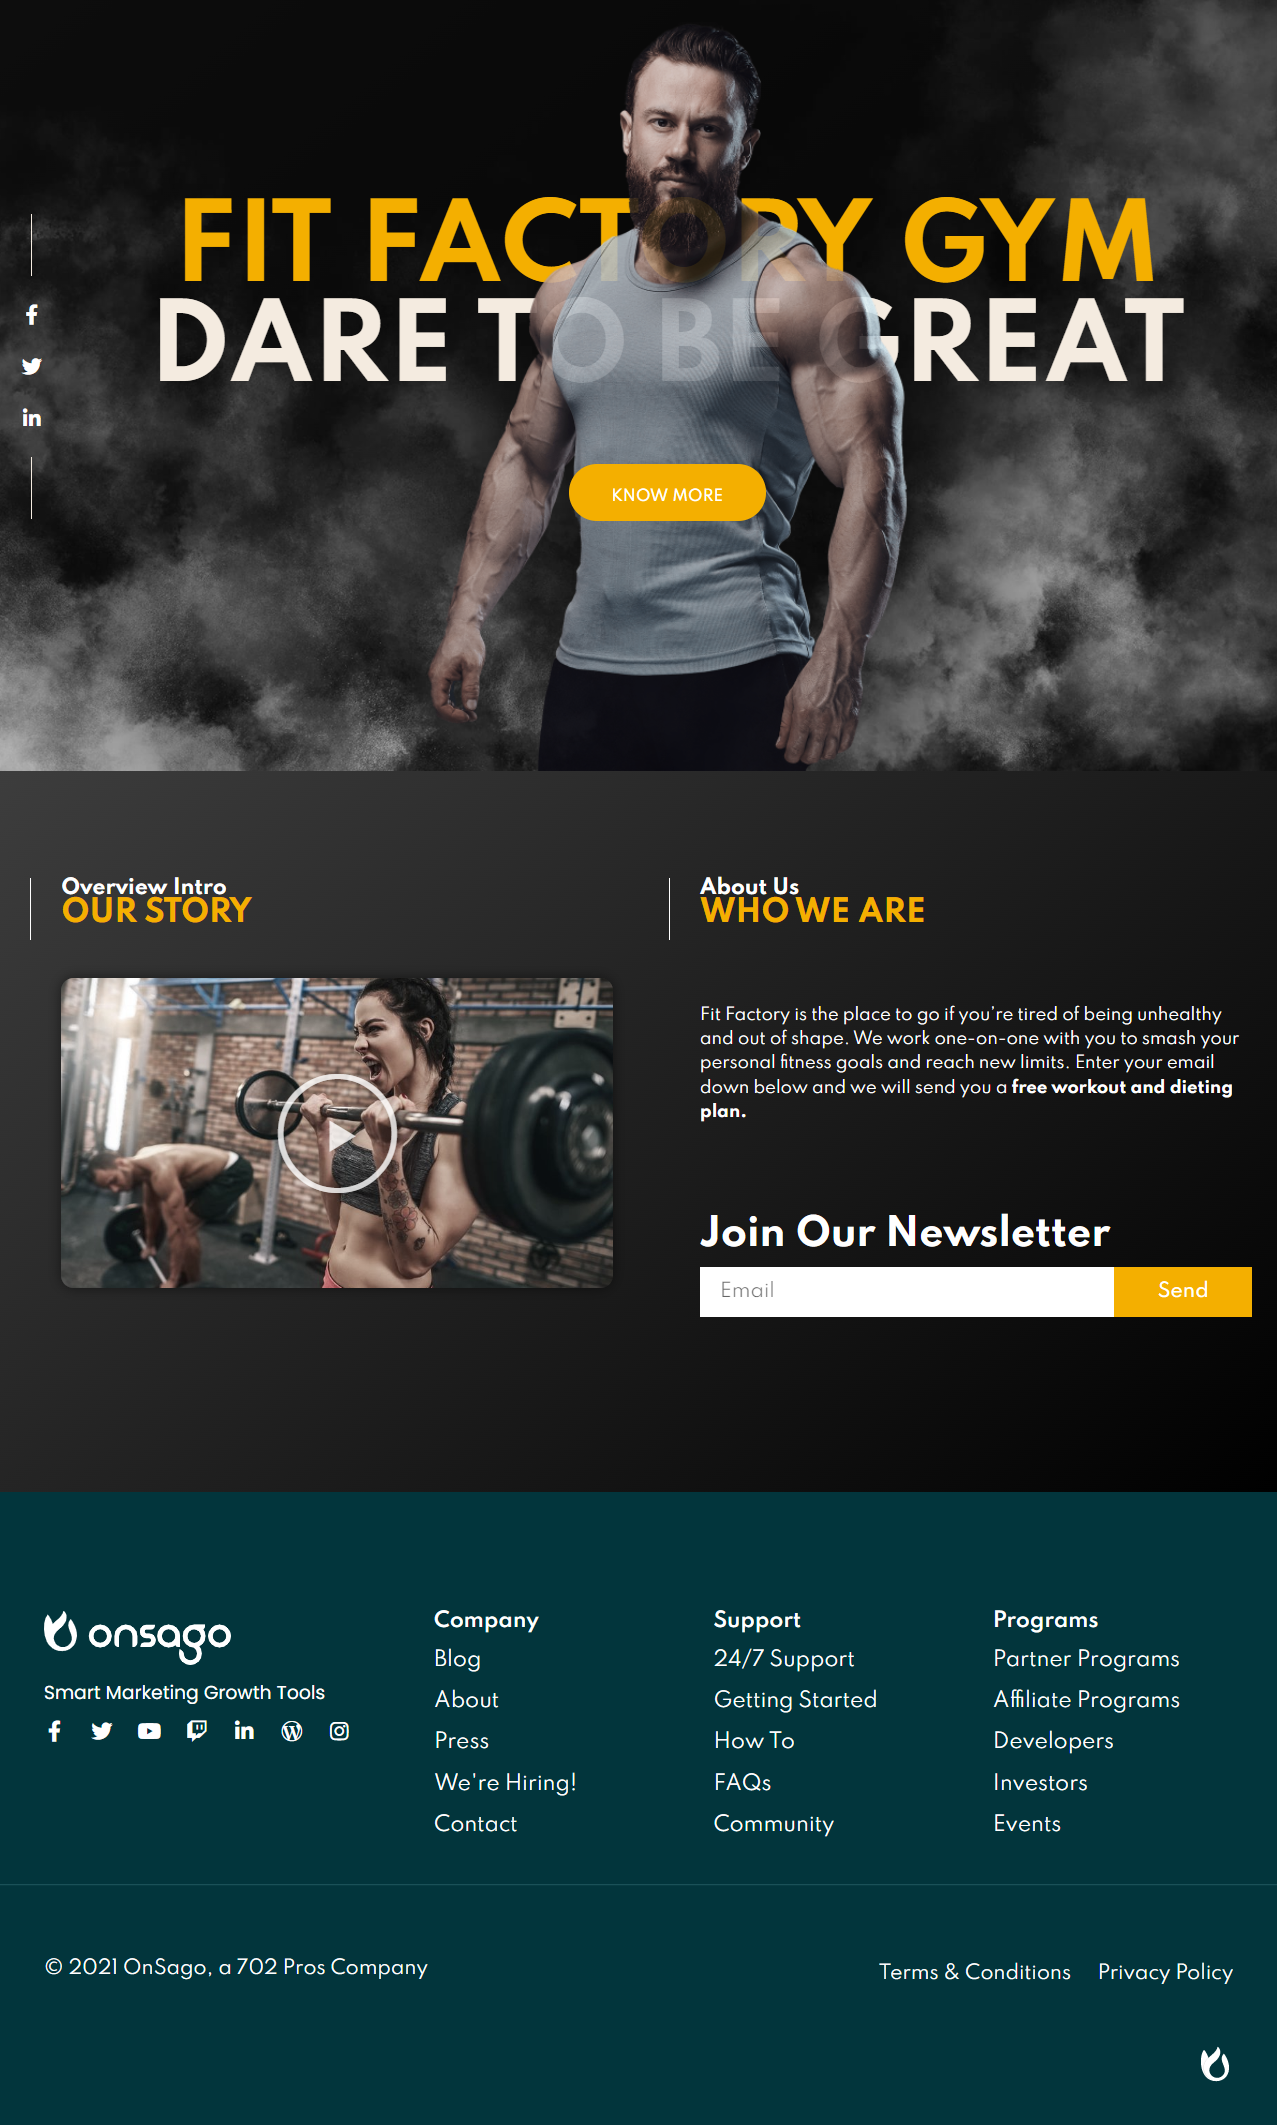 FIT FACTORY GYM
DARE TO BE GREAT
KNOW MORE
Overview Intro
OUR STORY
About Us
WHO WE ARE
Fit Factory is the place to go if you're tired of being unhealthy
and out of shape. We work one-on-one with you to smash your
personal fitness goals and reach new limits. Enter your email
down below and we will send you a free workout and dieting
plan.
Join Our Newsletter
Email
Send
onsago
Smart Marketing Growth Tools
Company
Blog
About
Press
We're Hiring!
Contact
Support
24/7 Support
Getting Started
How To
FAQs
Community
Programs
Partner Programs
Affiliate Programs
Developers
Investors
Events
© 2021 OnSago, a 702 Pros Company
Terms & Conditions
Privacy Policy